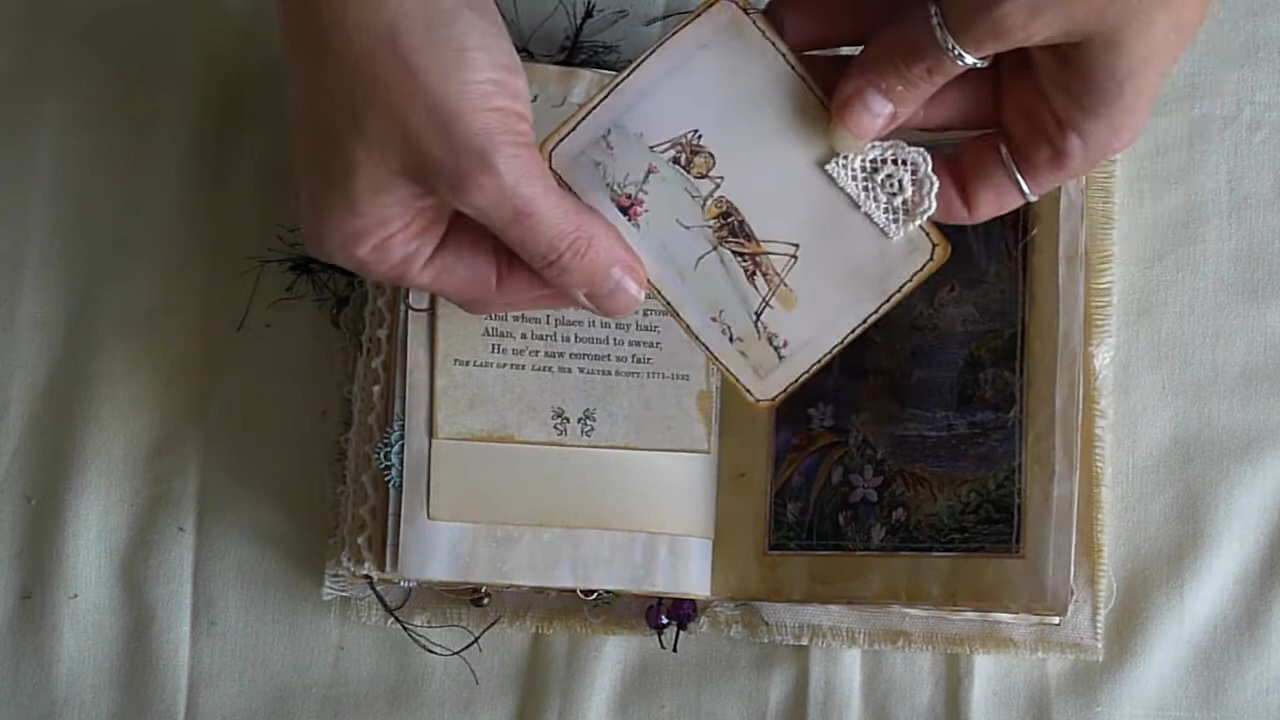 grow
And when I place it in my hair,
Allan, a bard is bound to swear,
He ne'er saw coronet so fair.
THE LADY OF THE LAKE, SIR WALTER SCOTT. 1771–1832